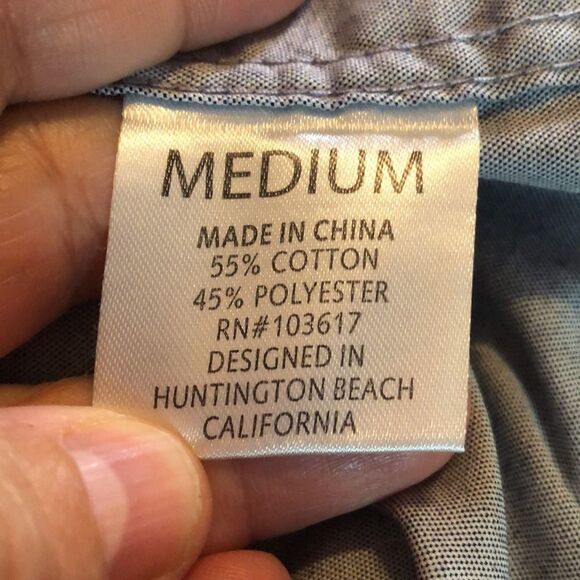 MEDIUM
MADE IN CHINA
55% COTTON
45% POLYESTER
RN#103617
DESIGNED IN
HUNTINGTON BEACH
CALIFORNIA